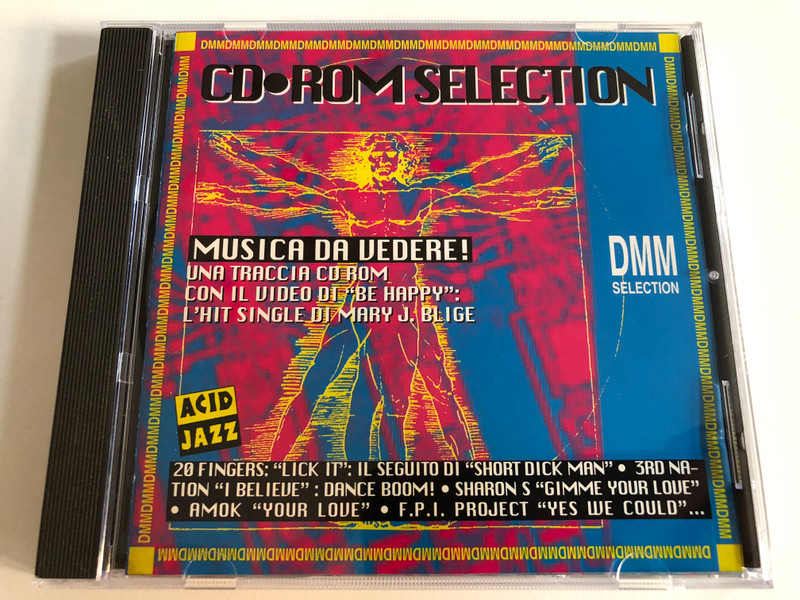 DMMDMMDMMDMMDMMDMMDMMDMMDMMDMMDMMDMMDMMDMMDMMDMMDMMDMM
CD•ROM SELECTION
MUSICA DA VEDERE!
UNA TRACCIA CD ROM
CON IL VIDEO DI "BE HAPPY":
L'HIT SINGLE DI MARY J. BLIGE
DMM
SELECTION
ACID
JAZZ
20 FINGERS: "LICK IT": IL SEGUITO DI "SHORT DICK MAN" • 3RD NA-
TION "I BELIEVE" : DANCE BOOM! • SHARON S "GIMME YOUR LOVE"
• AMOK "YOUR LOVE" • F.P.I. PROJECT "YES WE COULD"...